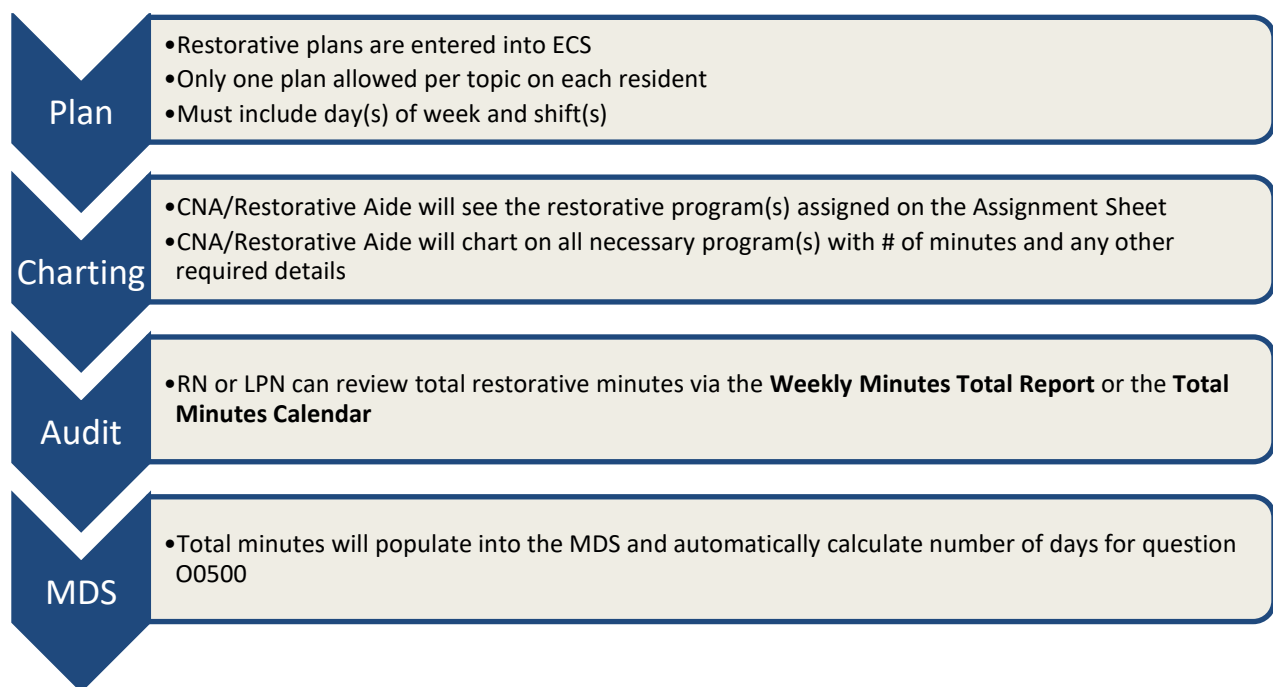 Plan
•Restorative plans are entered into ECS
•Only one plan allowed per topic on each resident
•Must include day(s) of week and shift(s)
Charting
•CNA/Restorative Aide will see the restorative program(s) assigned on the Assignment Sheet
•CNA/Restorative Aide will chart on all necessary program(s) with # of minutes and any other
required details
Audit
•RN or LPN can review total restorative minutes via the Weekly Minutes Total Report or the Total
Minutes Calendar
MDS
•Total minutes will populate into the MDS and automatically calculate number of days for question
O0500